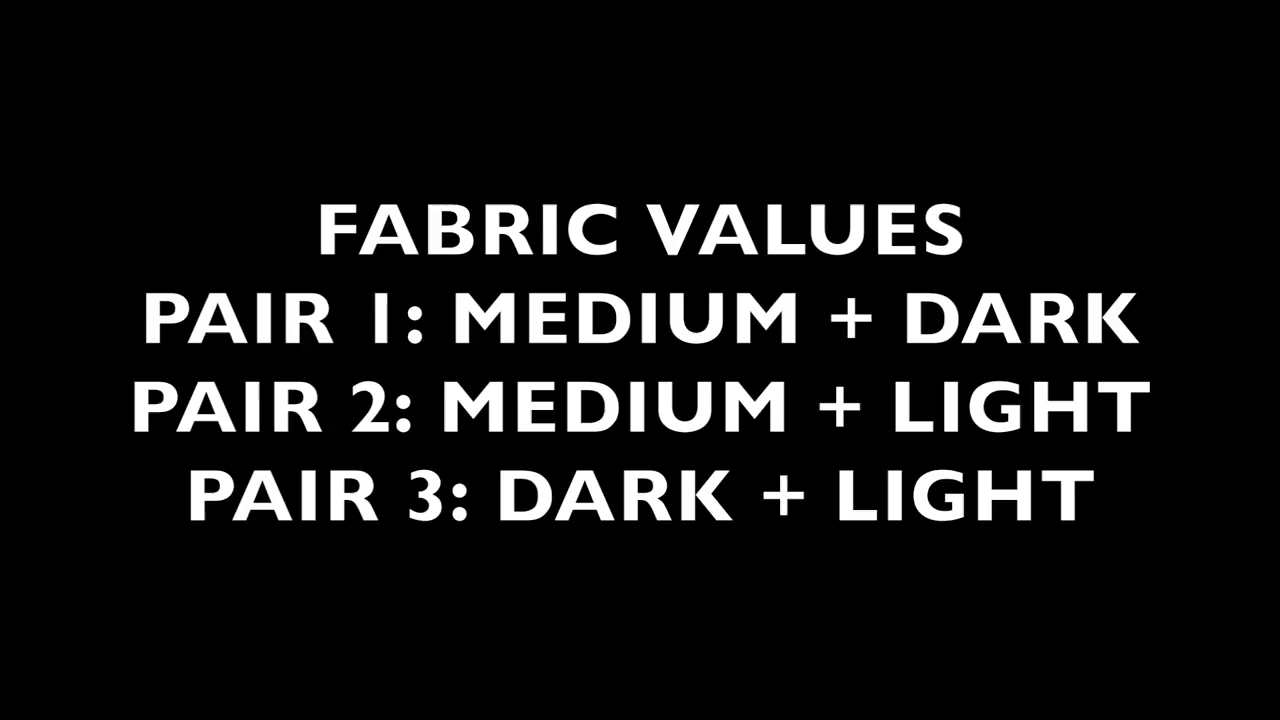 FABRIC VALUES
PAIR 1: MEDIUM + DARK
PAIR 2: MEDIUM + LIGHT
PAIR 3: DARK + LIGHT